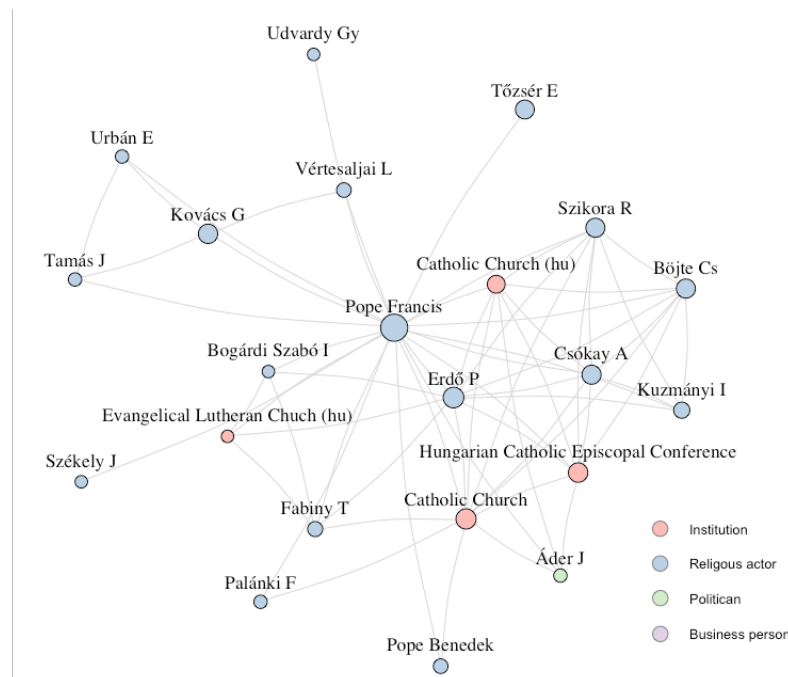 Udvardy Gy
Tőzsér E
Urbán E
Vértesaljai L
Kovács G
Szikora R
Tamás J
Catholic Church (hu)
Böjte Cs
Pope Francis
Bogárdi Szabó I
Csókay A
Erdő P
Kuzmányi I
Evangelical Lutheran Chuch (hu)
Székely J
Hungarian Catholic Episcopal Conference
Catholic Church
Fabiny T
Institution
Áder J
Religous actor
Palánki F
Politican
Pope Benedek
Business person